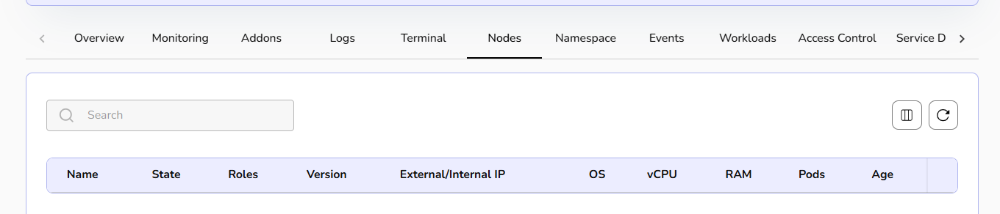 Overview Monitoring Addons Logs Terminal Nodes Namespace Events Workloads Access Control Service D
Search
Name State Roles Version External/Internal IP OS vCPU RAM Pods Age